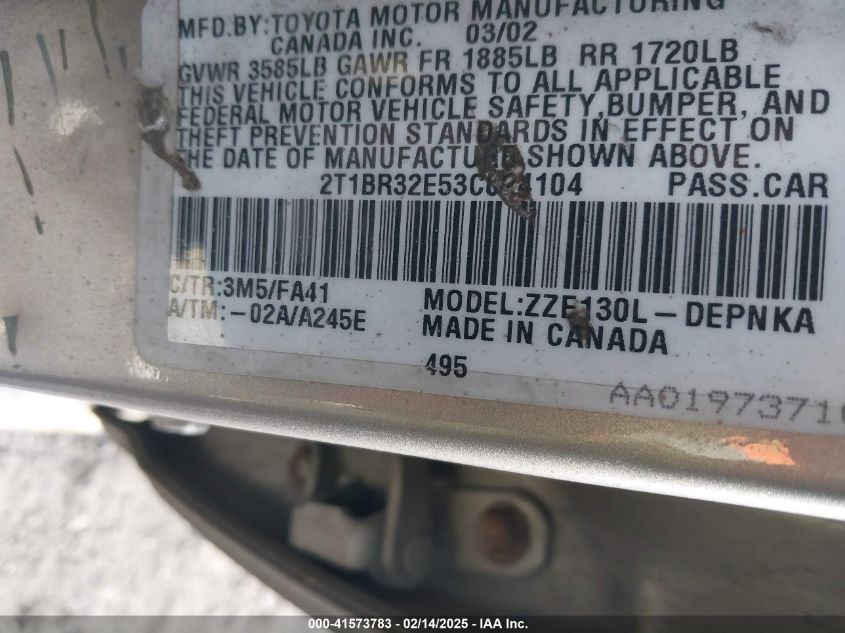 MFD.BY:TOYOTA MOTOR MANUFACTURING
CANADA INC. 03/02
GVWR 3585LB GAWR FR 1885LB RR 1720LB
THIS VEHICLE CONFORMS TO ALL APPLICABLE
FEDERAL MOTOR VEHICLE SAFETY,BUMPER, AND
THEFT PREVENTION STANDARDS IN EFFECT ON
THE DATE OF MANUFACTURE SHOWN ABOVE.
PASS.CAR
C/TR:3M5/FA41 MODEL:ZZE130L-DEPNKA
A/TM:-02A/A245E MADE IN CANADA
495
000-41573783 - 02/14/2025 - IAA Inc.